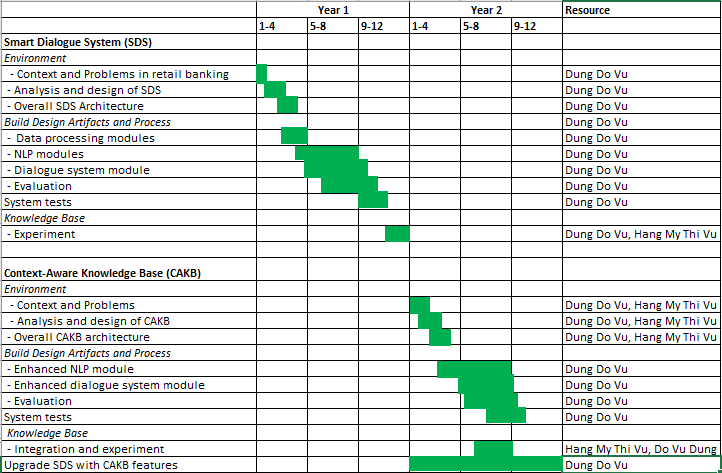 Year 1 Year 2 Resource
1-4 5-8 9-12 1-4 5-8 9-12
Smart Dialogue System (SDS)
Environment
- Context and Problems in retail banking Dung Do Vu
- Analysis and design of SDS Dung Do Vu
- Overall SDS Architecture Dung Do Vu
Build Design Artifacts and Process Dung Do Vu
- Data processing modules Dung Do Vu
- NLP modules Dung Do Vu
- Dialogue system module Dung Do Vu
- Evaluation Dung Do Vu
System tests Dung Do Vu
Knowledge Base
- Experiment Dung Do Vu, Hang My Thi Vu
Context-Aware Knowledge Base (CAKB)
Environment
- Context and Problems Dung Do Vu, Hang My Thi Vu
- Analysis and design of CAKB Dung Do Vu, Hang My Thi Vu
- Overall CAKB architecture Dung Do Vu, Hang My Thi Vu
Build Design Artifacts and Process
- Enhanced NLP module Dung Do Vu
- Enhanced dialogue system module Dung Do Vu
- Evaluation Dung Do Vu
System tests Dung Do Vu
Knowledge Base
- Integration and experiment Hang My Thi Vu, Do Vu Dung
Upgrade SDS with CAKB features Dung Do Vu